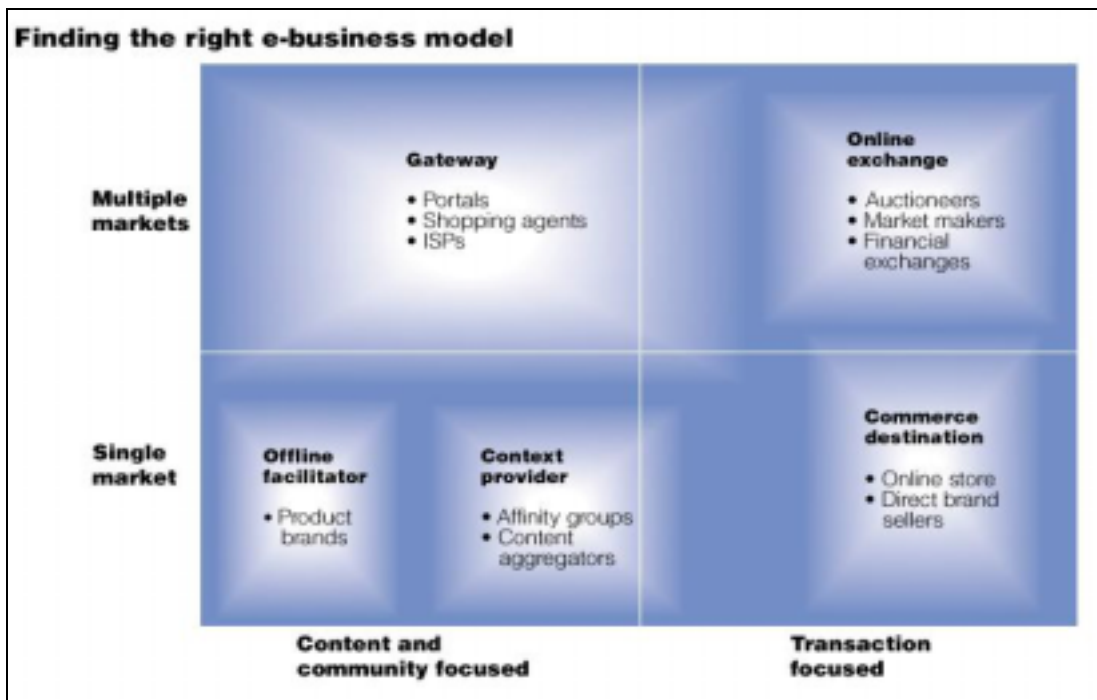 Finding the right e-business model
Multiple
markets
Gateway
• Portals
• Shopping agents
• ISPs
Online
exchange
• Auctioneers
• Market makers
• Financial
exchanges
Single
market
Offline
facilitator
• Product
brands
Context
provider
• Affinity groups
• Content
aggregators
Commerce
destination
• Online store
• Direct brand
sellers
Content and
community focused
Transaction
focused